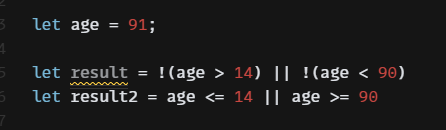 let age = 91;
let result = !(age > 14) || !(age < 90)
let result2 = age <= 14 || age >= 90